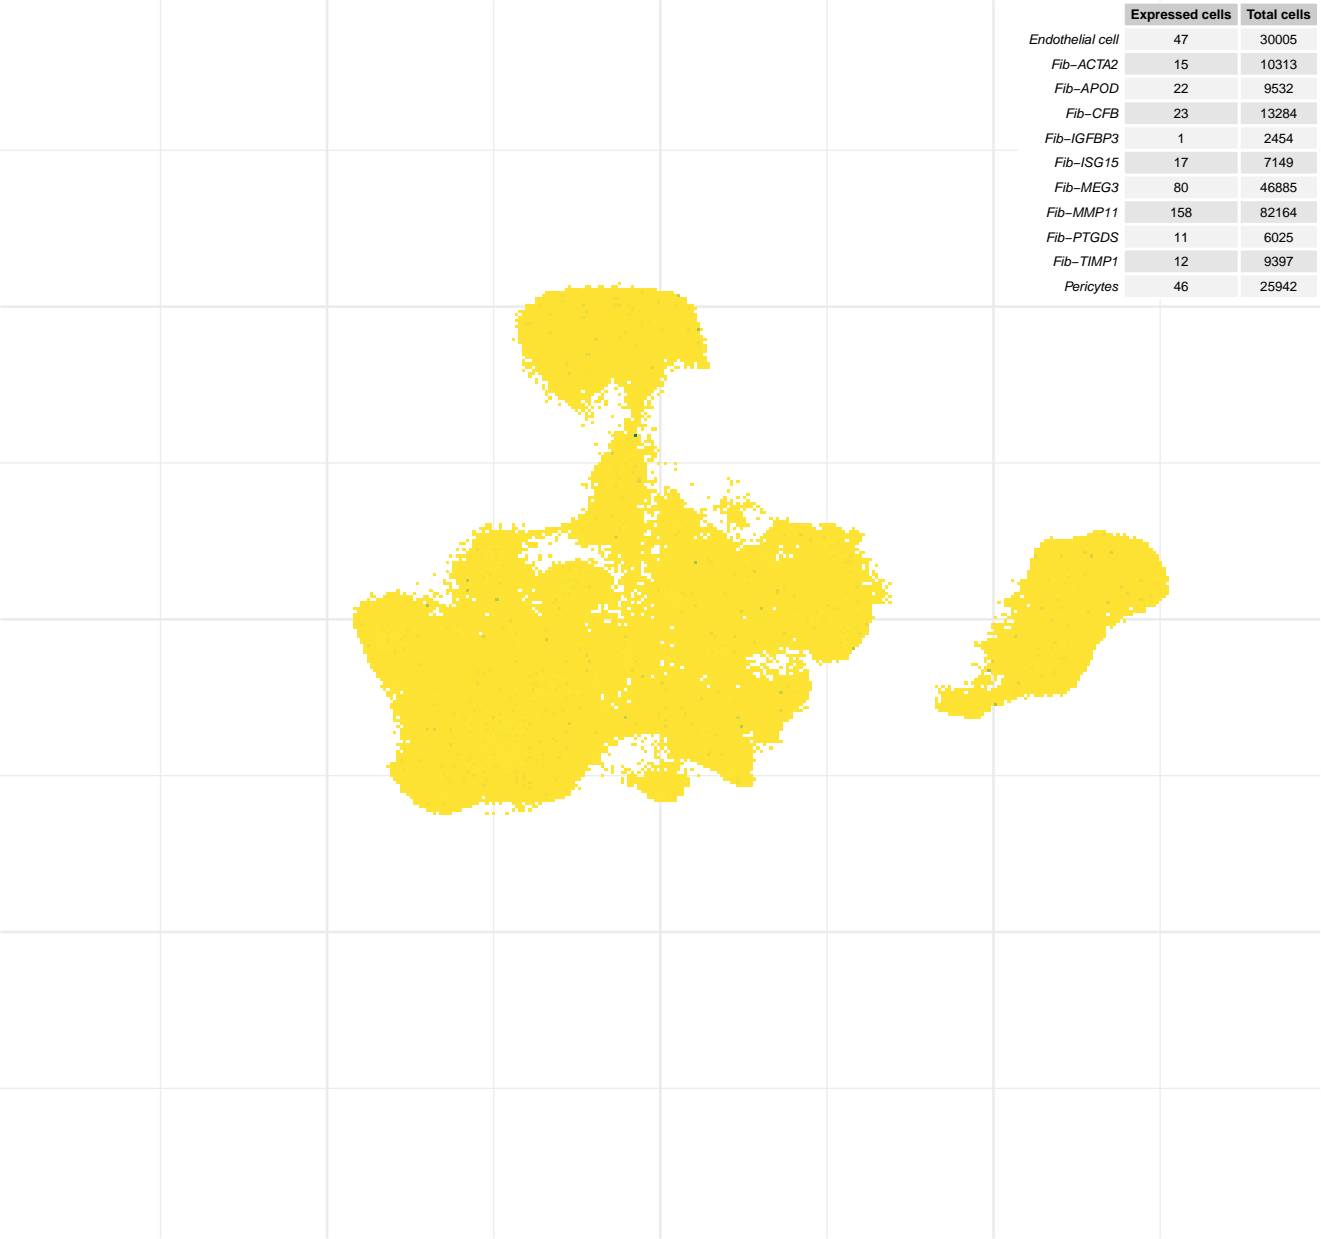 Expressed cells Total cells
Endothelial cell 47 30005
Fib−ACTA2 15 10313
Fib−APOD 22 9532
Fib−CFB 23 13284
Fib−IGFBP3 1 2454
Fib−ISG15 17 7149
Fib−MEG3 80 46885
Fib−MMP11 158 82164
Fib−PTGDS 11 6025
Fib−TIMP1 12 9397
Pericytes 46 25942